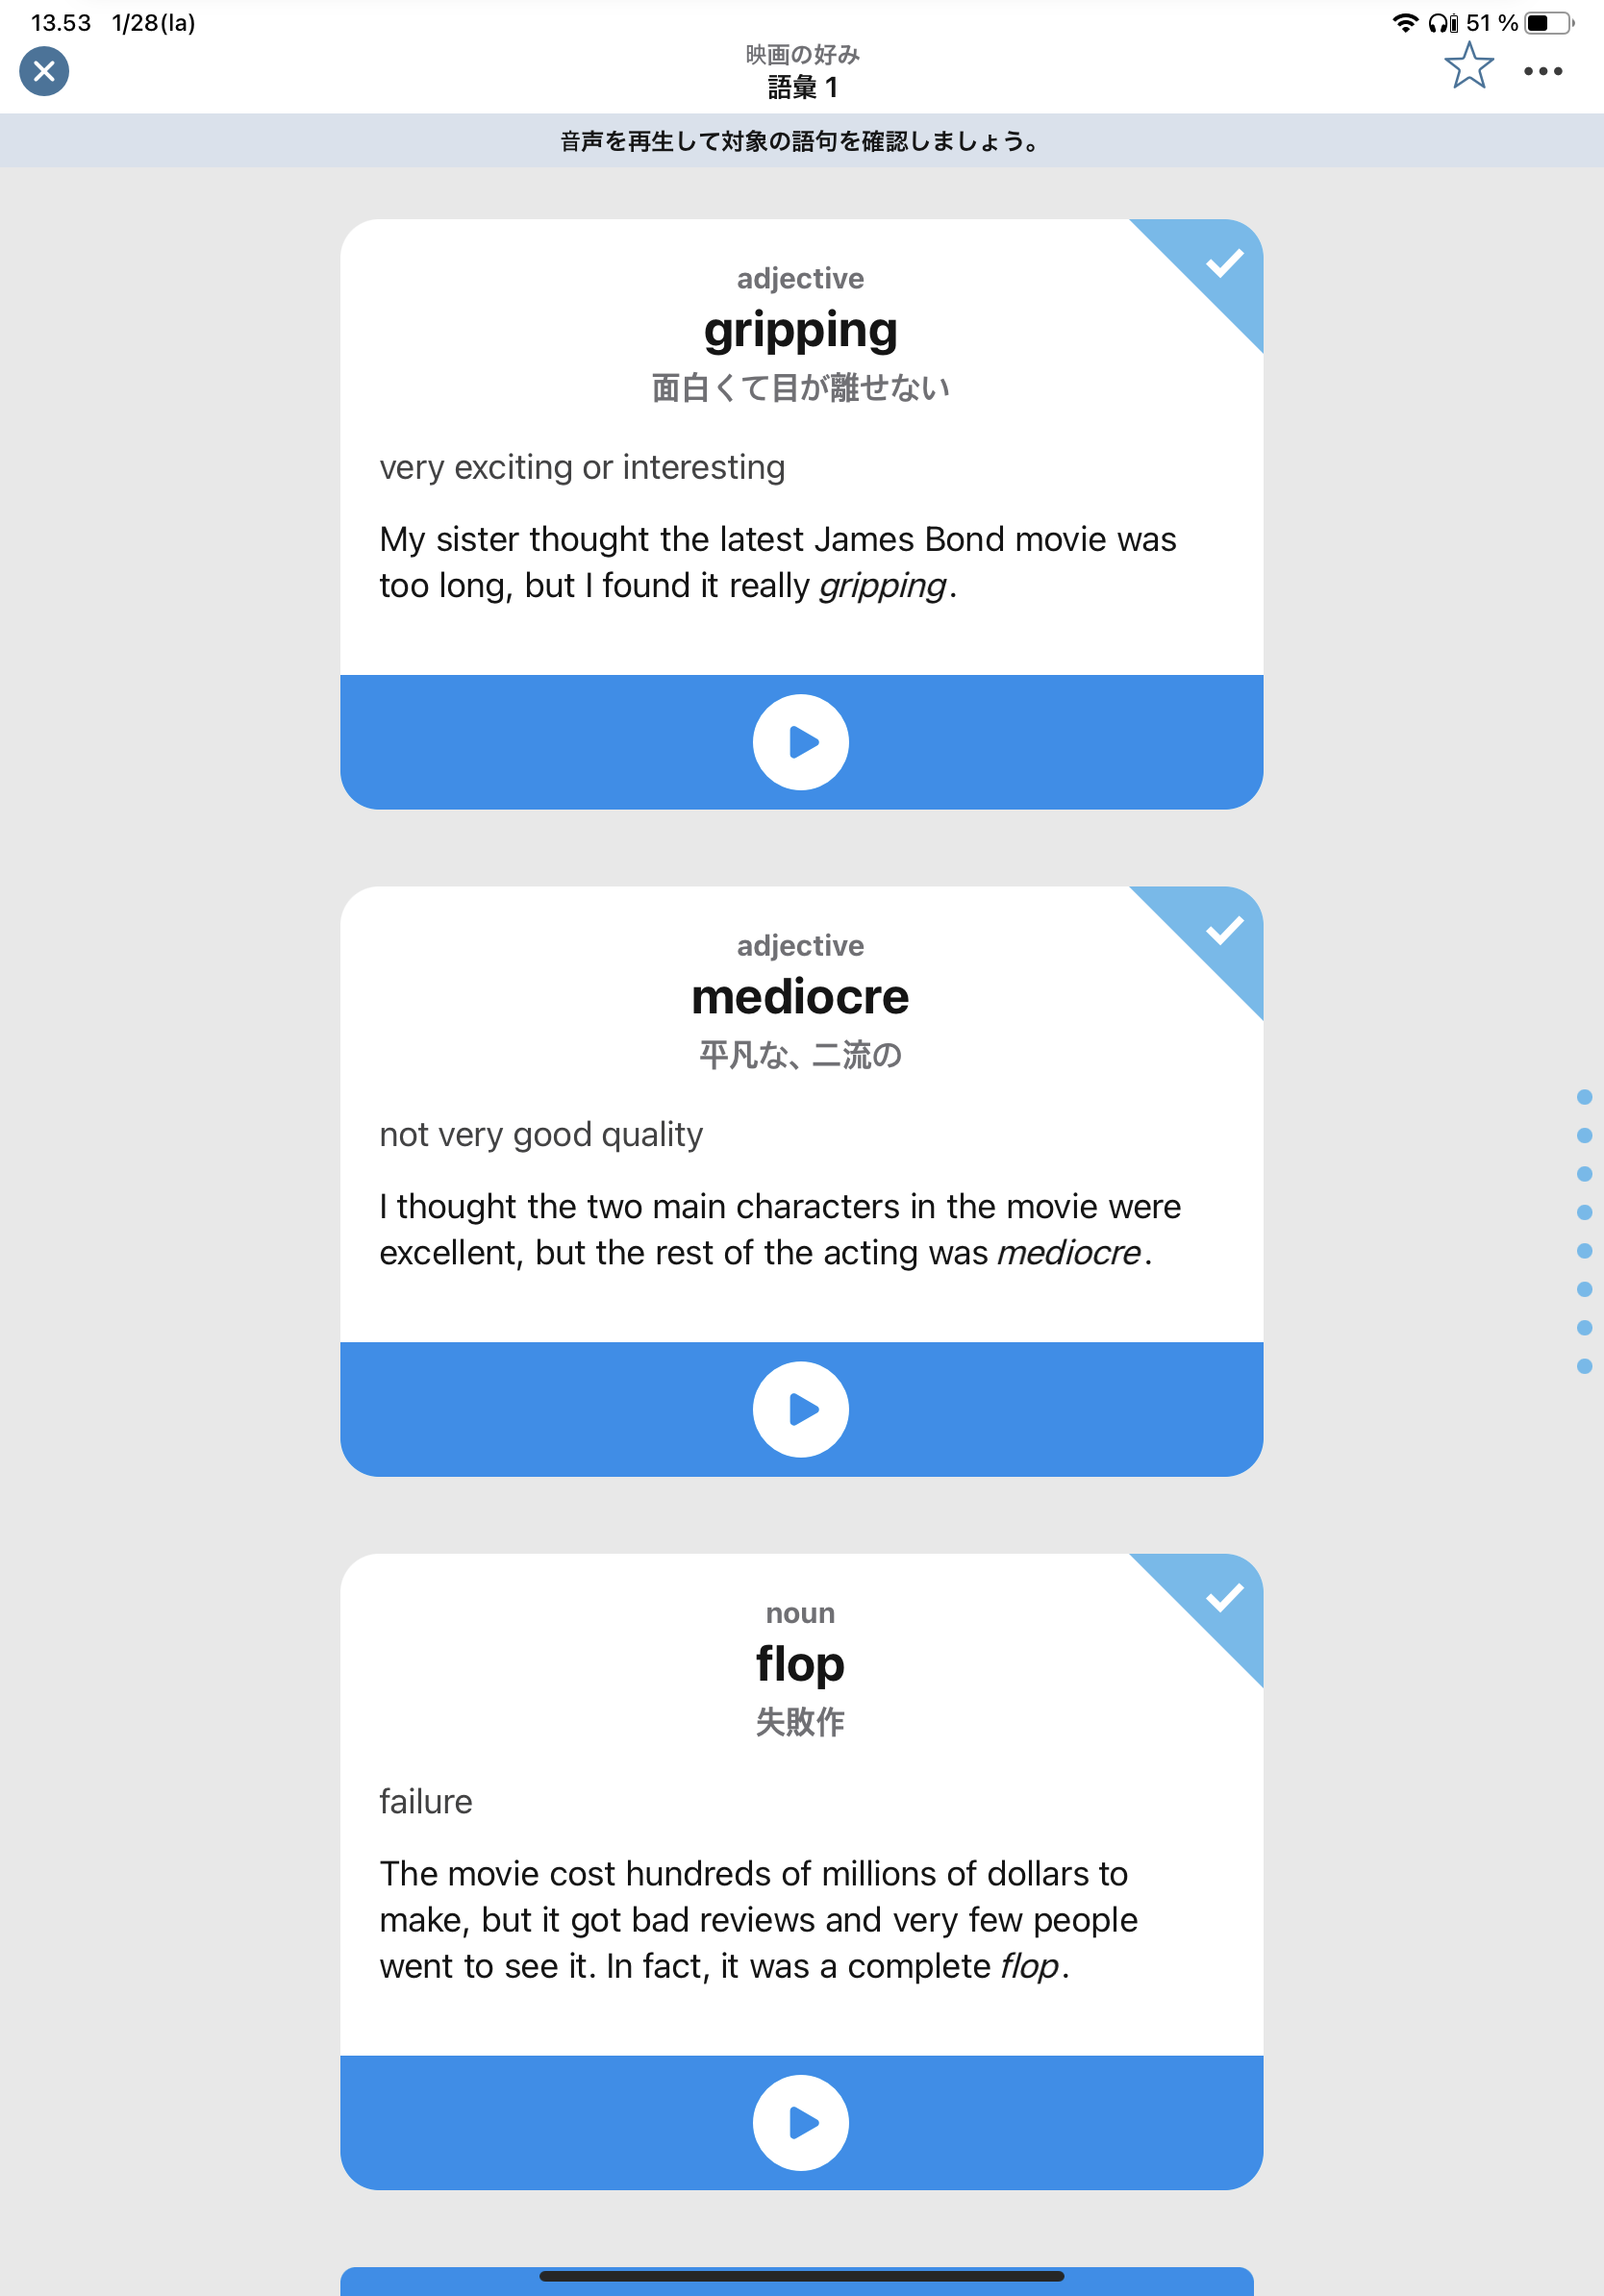 13.53 1/28(la)
51 %
映画の好み
語彙 1
音声を再生して対象の語句を確認しましょう。
adjective
gripping
面白くて目が離せない
very exciting or interesting
My sister thought the latest James Bond movie was
too long, but I found it really gripping.
adjective
mediocre
平凡な、二流の
not very good quality
I thought the two main characters in the movie were
excellent, but the rest of the acting was mediocre.
noun
flop
失敗作
failure
The movie cost hundreds of millions of dollars to
make, but it got bad reviews and very few people
went to see it. In fact, it was a complete flop.